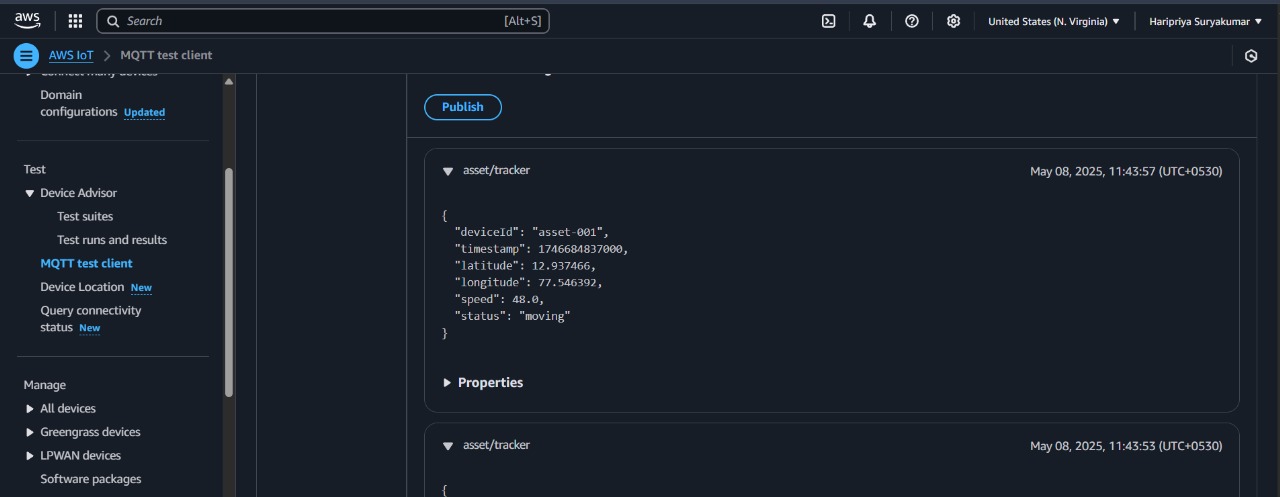 aws
Search
[Alt+S]
United States (N. Virginia)
Haripriya Suryakumar
AWS IoT
MQTT test client
Connect many devices
Domain
configurations Updated
Test
Device Advisor
Test suites
Test runs and results
MQTT test client
Device Location New
Query connectivity
status New
Manage
All devices
Greengrass devices
LPWAN devices
Software packages
Publish
asset/tracker
May 08, 2025, 11:43:57 (UTC+0530)
{
"deviceId": "asset-001",
"timestamp": 1746684837000,
"latitude": 12.937466,
"longitude": 77.546392,
"speed": 48.0,
"status": "moving"
}
Properties
asset/tracker
May 08, 2025, 11:43:53 (UTC+0530)
{